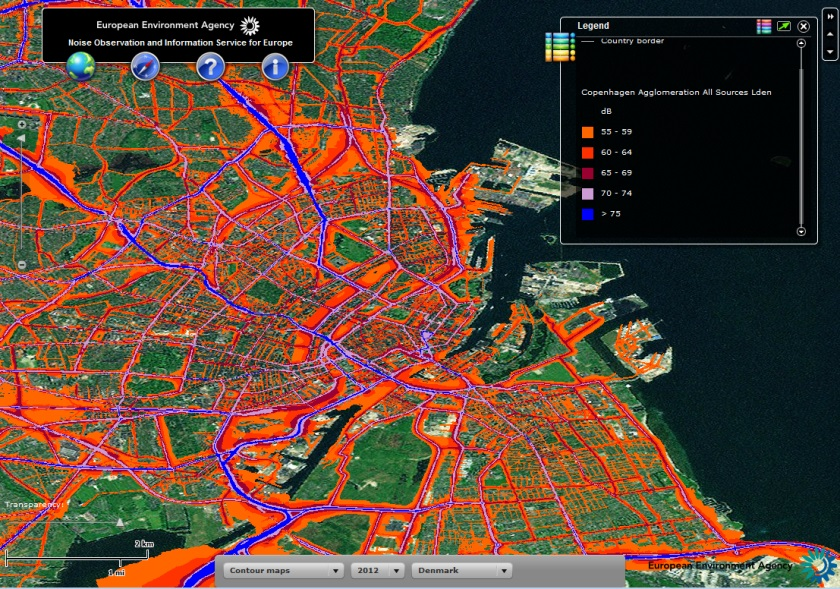 European Environment Agency
Noise Observation and Information Service for Europe
Legend
Country border
Copenhagen Agglomeration All Sources Lden
dB
55 - 59
60 - 64
65 - 69
70 - 74
> 75
Transparency:
2 km
1 mi
Contour maps
2012
Denmark
European Environment Agency